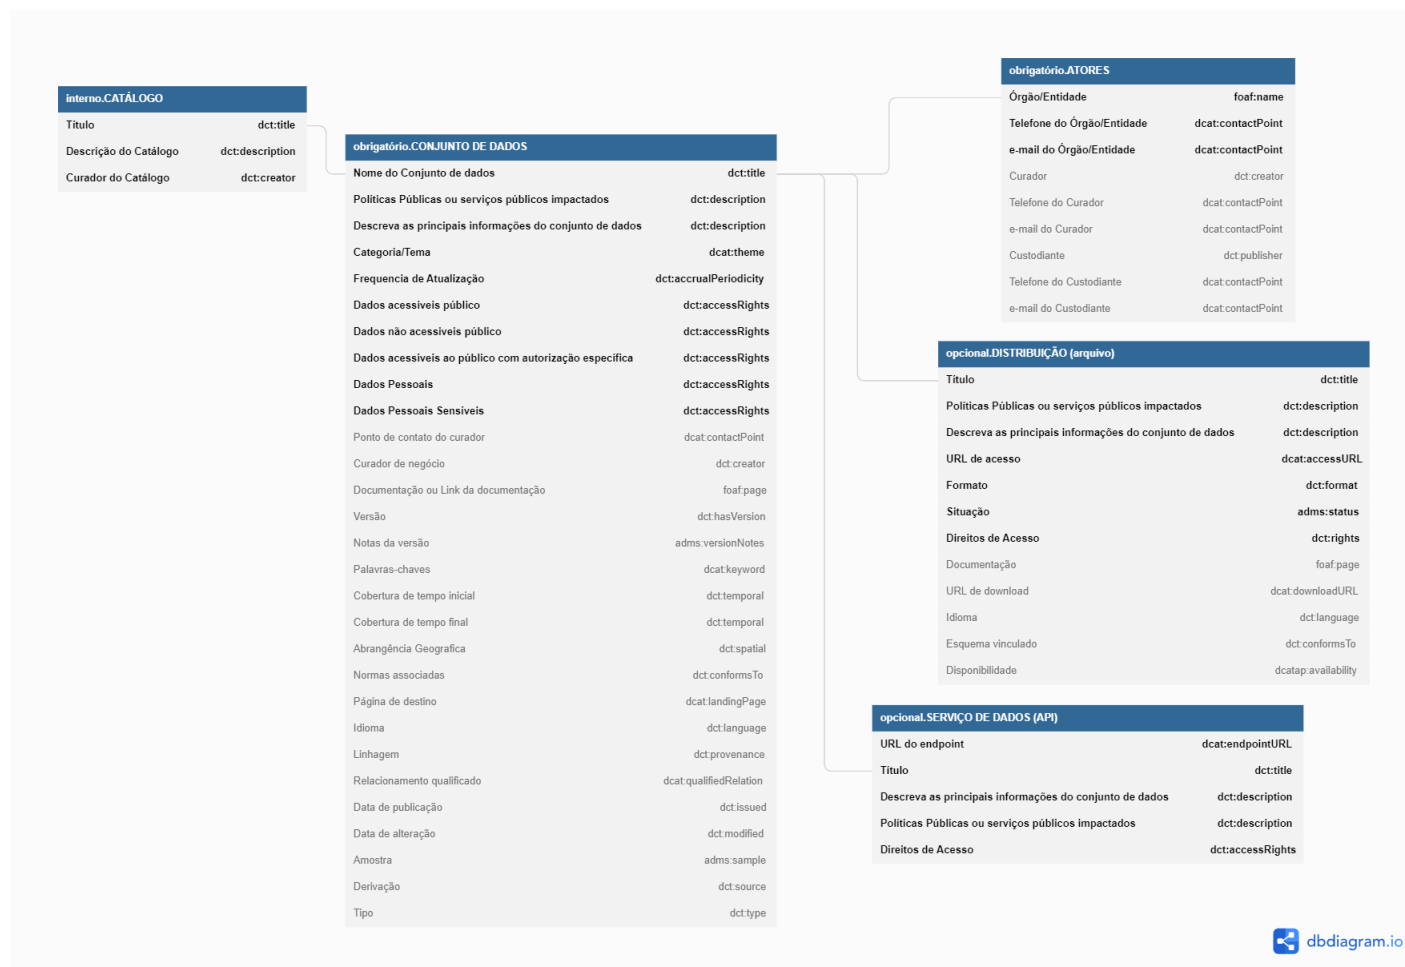 interno.CATÁLOGO
Título dct:title
Descrição do Catálogo dct:description
Curador do Catálogo dct:creator
obrigatório.CONJUNTO DE DADOS
Nome do Conjunto de dados dct:title
Políticas Públicas ou serviços públicos impactados dct:description
Descreva as principais informações do conjunto de dados dct:description
Categoria/Tema dcat:theme
Frequencia de Atualização dct:accrualPeriodicity
Dados acessiveis público dct:accessRights
Dados não acessiveis público dct:accessRights
Dados acessiveis ao público com autorização específica dct:accessRights
Dados Pessoais dct:accessRights
Dados Pessoais Sensíveis dct:accessRights
Ponto de contato do curador dcat:contactPoint
Curador de negócio dct:creator
Documentação ou Link da documentação foaf:page
Versão dct:hasVersion
Notas da versão adms:versionNotes
Palavras-chaves dcat:keyword
Cobertura de tempo inicial dct:temporal
Cobertura de tempo final dct:temporal
Abrangência Geografica dct:spatial
Normas associadas dct:conformsTo
Página de destino dcat:landingPage
Idioma dct:language
Linhagem dct:provenance
Relacionamento qualificado dcat:qualifiedRelation
Data de publicação dct:issued
Data de alteração dct:modified
Amostra adms:sample
Derivação dct:source
Tipo dct:type
obrigatório.ATORES
Órgão/Entidade foaf:name
Telefone do Órgão/Entidade dcat:contactPoint
e-mail do Órgão/Entidade dcat:contactPoint
Curador dct:creator
Telefone do Curador dcat:contactPoint
e-mail do Curador dcat:contactPoint
Custodiante dct:publisher
Telefone do Custodiante dcat:contactPoint
e-mail do Custodiante dcat:contactPoint
opcional.DISTRIBUIÇÃO (arquivo)
Título dct:title
Políticas Públicas ou serviços públicos impactados dct:description
Descreva as principais informações do conjunto de dados dct:description
URL de acesso dcat:accessURL
Formato dct:format
Situação adms:status
Direitos de Acesso dct:rights
Documentação foaf:page
URL de download dcat:downloadURL
Idioma dct:language
Esquema vinculado dct:conformsTo
Disponibilidade dcatap:availability
opcional.SERVIÇO DE DADOS (API)
URL do endpoint dcat:endpointURL
Título dct:title
Descreva as principais informações do conjunto de dados dct:description
Políticas Públicas ou serviços públicos impactados dct:description
Direitos de Acesso dct:accessRights
dbdiagram.io